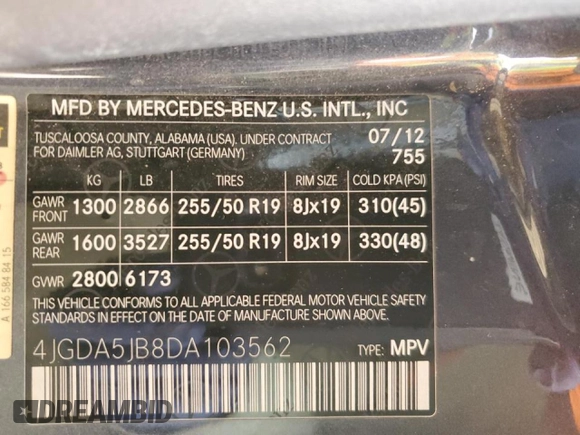 MFD BY MERCEDES-BENZ U.S. INTL., INC
TUSCALOOSA COUNTY, ALABAMA (USA). UNDER CONTRACT 07/12
FOR DAIMLER AG, STUTTGART (GERMANY) 755
KG LB TIRES RIM SIZE COLD KPA (PSI)
GAWR FRONT 1300 2866 255/50 R19 8Jx19 310(45)
GAWR REAR 1600 3527 255/50 R19 8Jx19 330(48)
GVWR 2800 6173
THIS VEHICLE CONFORMS TO ALL APPLICABLE FEDERAL MOTOR VEHICLE SAFETY
STANDARDS IN EFFECT ON THE DATE OF MANUFACTURE SHOWN ABOVE.
4JGDA5JB8DA103562 TYPE: MPV
A 166 584 84 15
DREAMBID